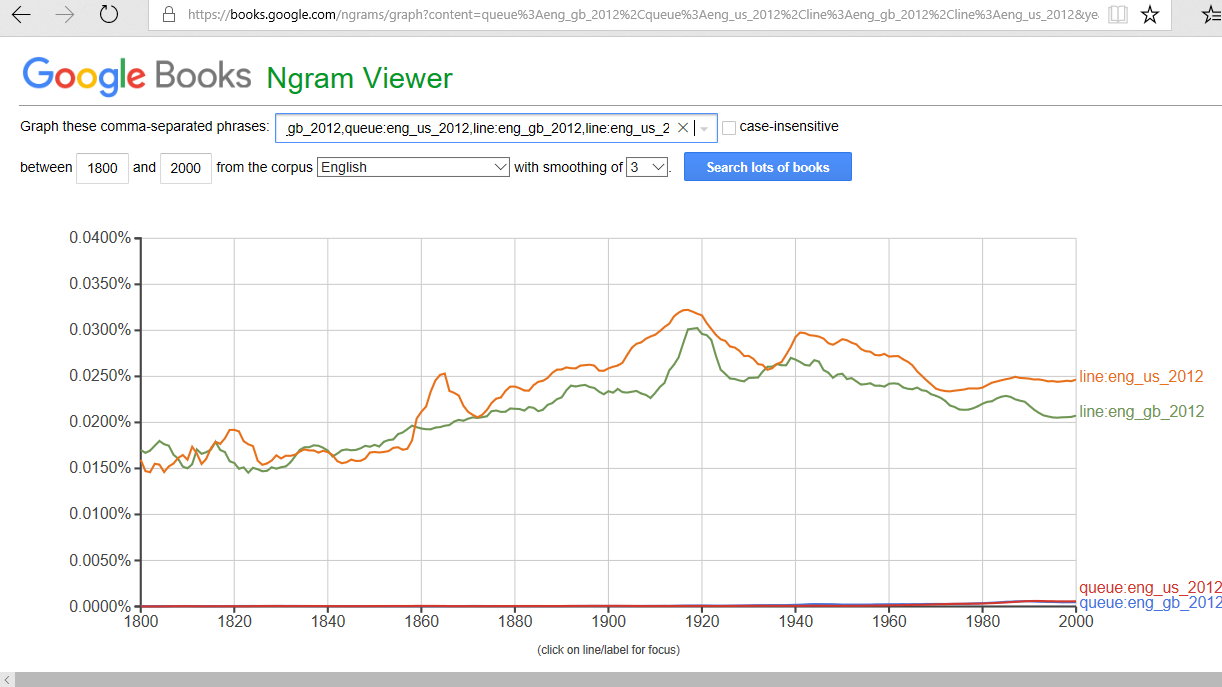 https://books.google.com/ngrams/graph?content=queue%3Aeng_gb_2012%2Cqueue%3Aeng_us_2012%2Cline%3Aeng_gb_2012%2Cline%3Aeng_us_2012&ye
Google Books Ngram Viewer
Graph these comma-separated phrases: .gb_2012,queue:eng_us_2012,line:eng_gb_2012,line:eng_us_2 case-insensitive
between 1800 and 2000 from the corpus English with smoothing of 3 . Search lots of books
0.0400%
0.0350%
0.0300%
0.0250%
line:eng_us_2012
line:eng_gb_2012
0.0200%
0.0150%
0.0100%
0.0050%
queue:eng_us_2012
queue:eng_gb_2012
0.0000%
1800 1820 1840 1860 1880 1900 1920 1940 1960 1980 2000
(click on line/label for focus)